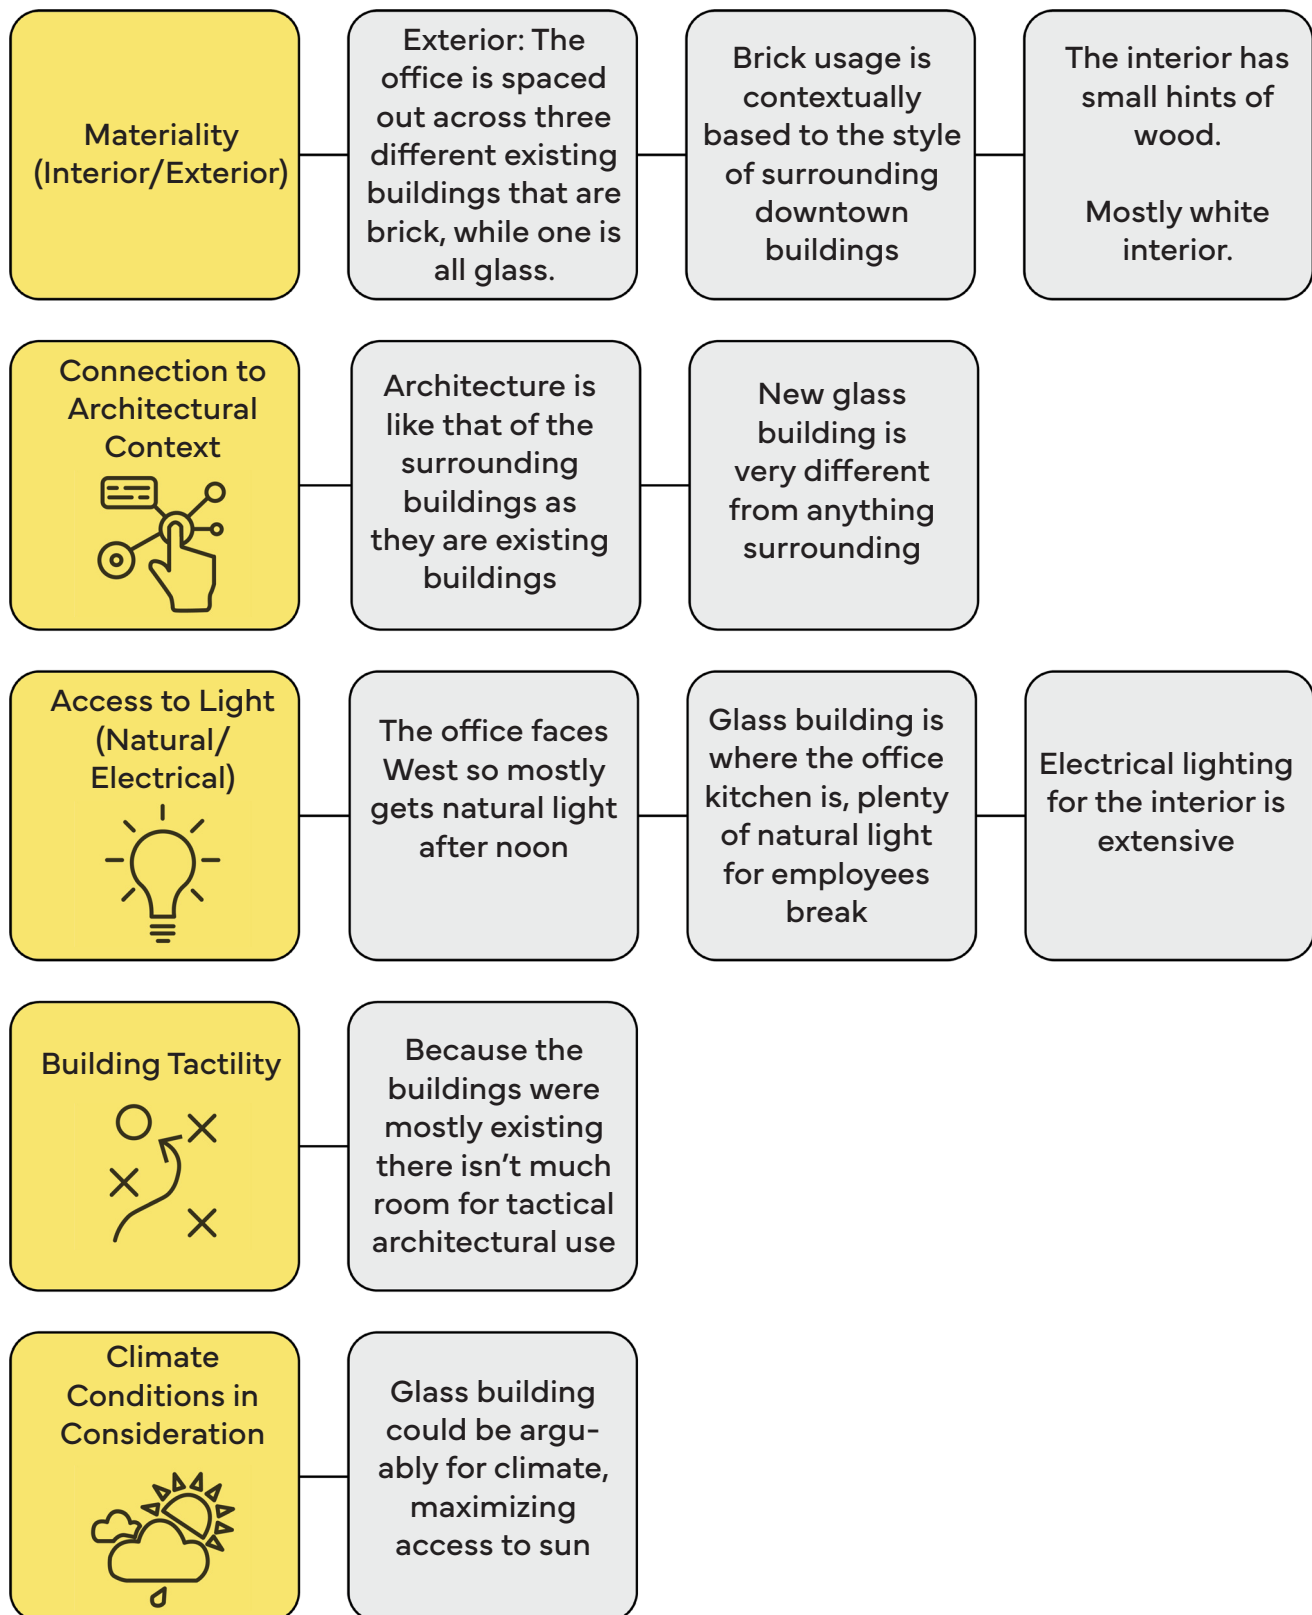 Materiality
(Interior/Exterior)
Exterior: The
office is spaced
out across three
different existing
buildings that are
brick, while one is
all glass.
Brick usage is
contextually
based to the style
of surrounding
downtown
buildings
The interior has
small hints of
wood.
Mostly white
interior.
Connection to
Architectural
Context
Architecture is
like that of the
surrounding
buildings as
they are existing
buildings
New glass
building is
very different
from anything
surrounding
Access to Light
(Natural/
Electrical)
The office faces
West so mostly
gets natural light
after noon
Glass building is
where the office
kitchen is, plenty
of natural light
for employees
break
Electrical lighting
for the interior is
extensive
Building Tactility
Because the
buildings were
mostly existing
there isn’t much
room for tactical
architectural use
Climate
Conditions in
Consideration
Glass building
could be argu-
ably for climate,
maximizing
access to sun